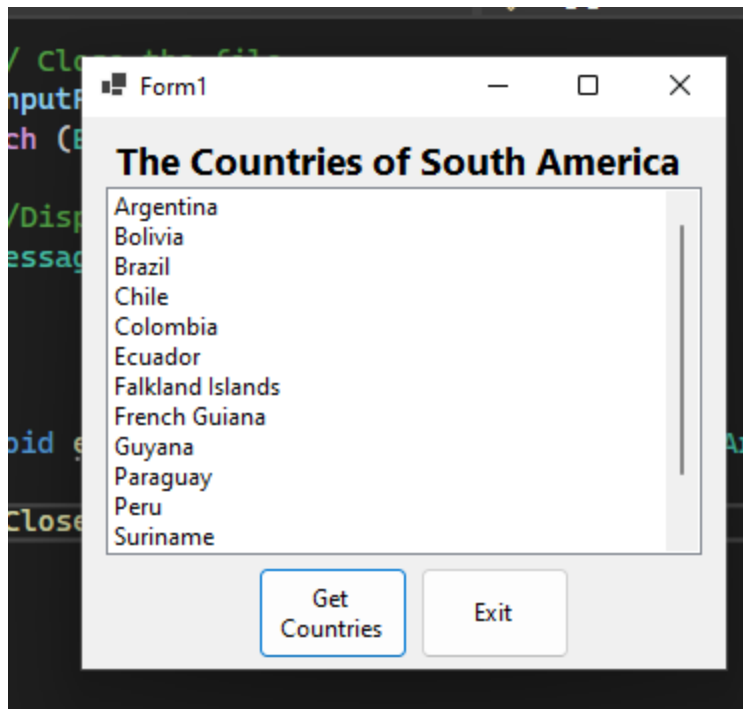 Form1
The Countries of South America
Argentina
Bolivia
Brazil
Chile
Colombia
Ecuador
Falkland Islands
French Guiana
Guyana
Paraguay
Peru
Suriname
Get
Countries
Exit